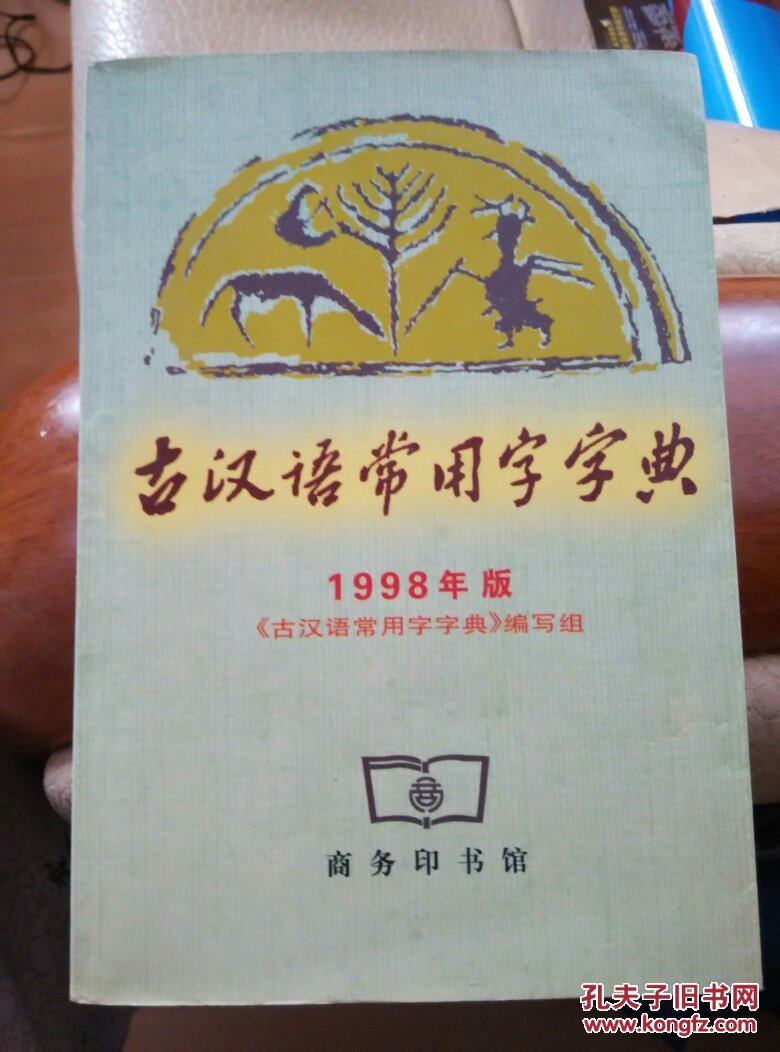 古汉语常用字字典
1998年版
《古汉语常用字字典》编写组
商务印书馆
孔夫子旧书网
www.kongfz.com